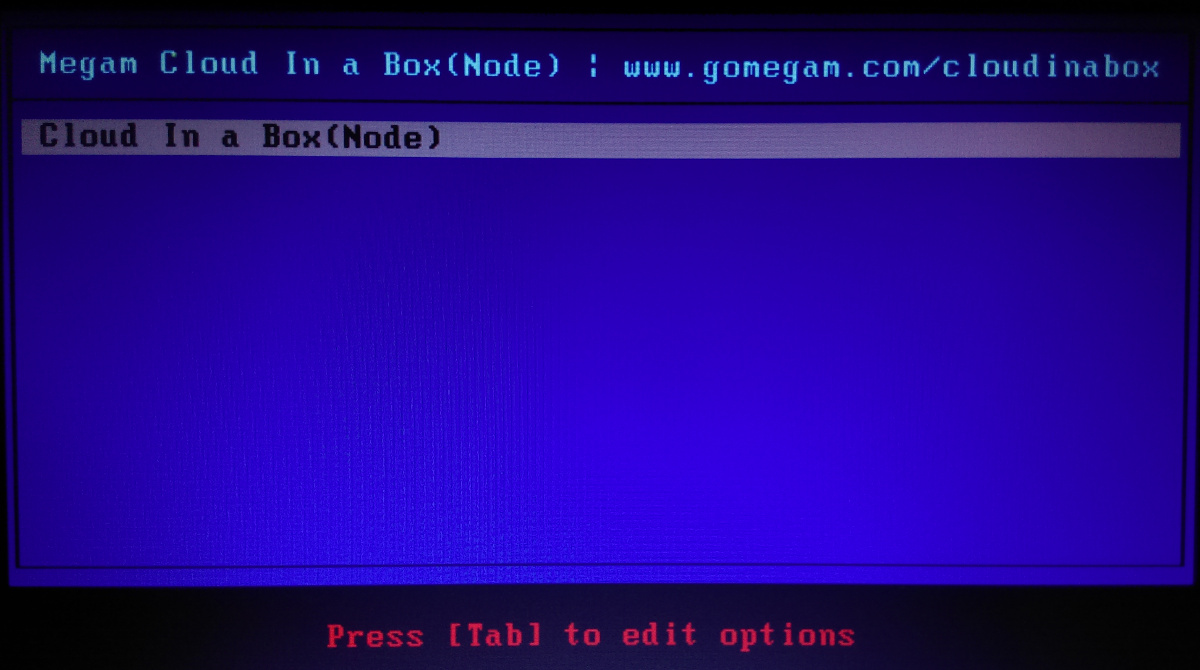 Megam Cloud In a Box(Node) ¦ www.gomegam.com/cloudinabox
Cloud In a Box(Node)
Press [Tab] to edit options